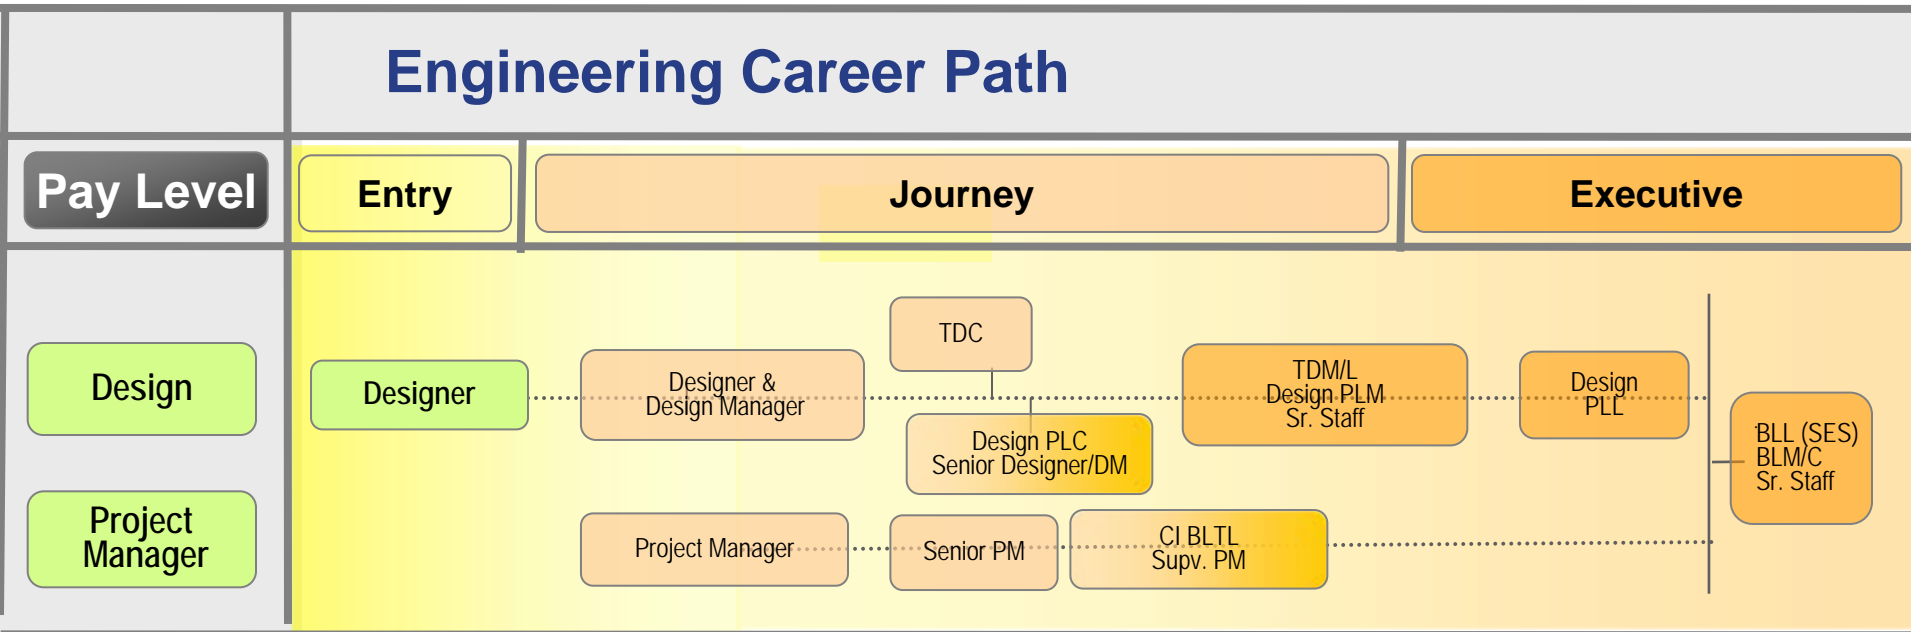 Engineering Career Path
Pay Level
Entry
Journey
Executive
Design
Designer
Designer &
Design Manager
TDC
Design PLC
Senior Designer/DM
TDM/L
Design PLM
Sr. Staff
Design
PLL
BLL (SES)
BLM/C
Sr. Staff
Project
Manager
Project Manager
Senior PM
CI BLTL
Supv. PM